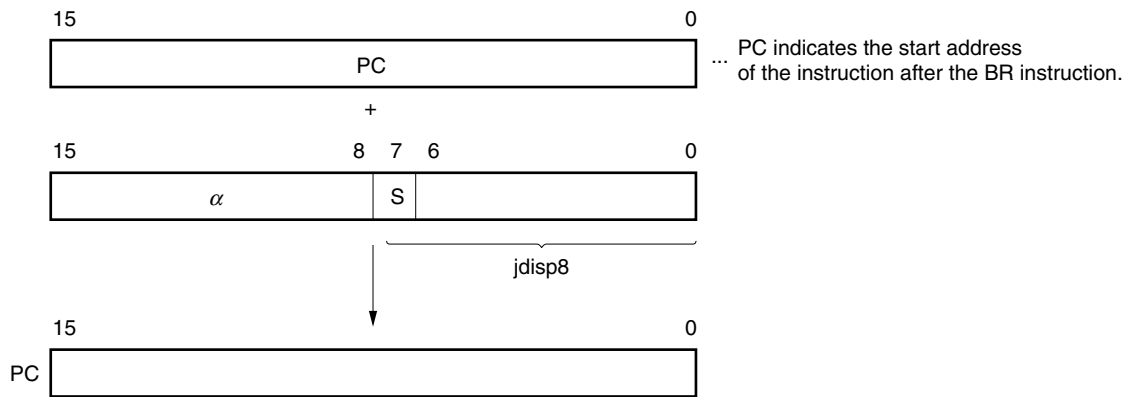 15 0
PC
... PC indicates the start address
of the instruction after the BR instruction.
+
15 8 7 6 0
α S
jdisp8
15 0
PC